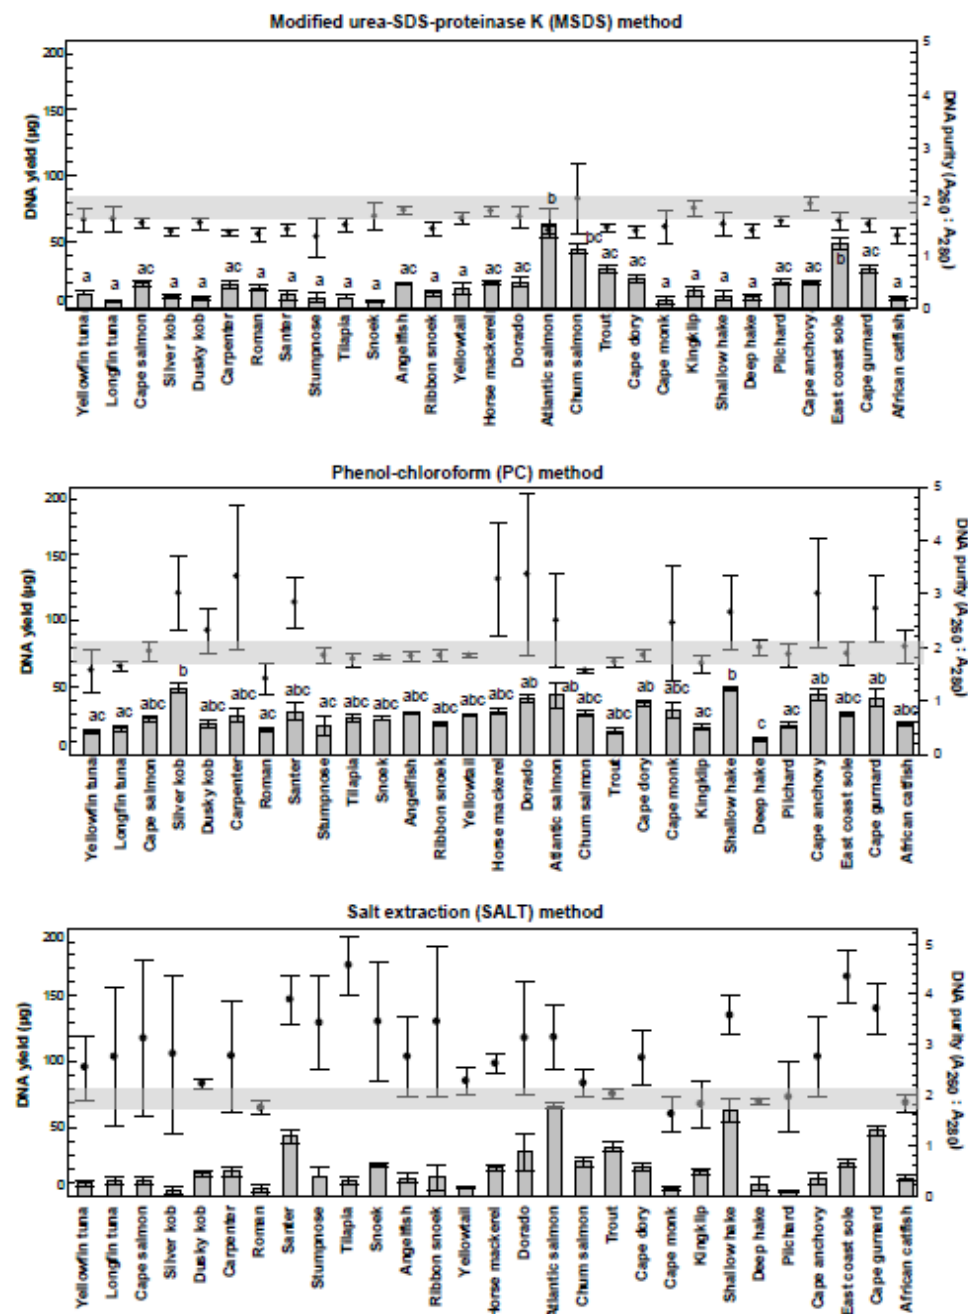 Modified urea-SDS-proteinase K (MSDS) method
DNA yield (µg)
200
150
100
50
0
5
4
3
2
1
0
DNA purity (A260 : A280)
b
bc
a a ac a a ac a a a a a ac a a ac ac ac ac a a a a ac ac b ac a
Yellowfin tuna
Longfin tuna
Cape salmon
Silver kob
Dusky kob
Carpenter
Roman
Santer
Stumpnose
Tilapia
Snoek
Angelfish
Ribbon snoek
Yellowtail
Horse mackerel
Dorado
Atlantic salmon
Chum salmon
Trout
Cape dory
Cape monk
Kingklip
Shallow hake
Deep hake
Pilchard
Cape anchovy
East coast sole
Cape gurnard
African catfish
Phenol-chloroform (PC) method
DNA yield (µg)
200
150
100
50
0
5
4
3
2
1
0
DNA purity (A260 : A280)
ac ac abc b abc abc ac abc abc abc abc abc abc abc abc abc ab abc abc ab abc ac b c ac ab abc ab abc
Yellowfin tuna
Longfin tuna
Cape salmon
Silver kob
Dusky kob
Carpenter
Roman
Santer
Stumpnose
Tilapia
Snoek
Angelfish
Ribbon snoek
Yellowtail
Horse mackerel
Dorado
Atlantic salmon
Chum salmon
Trout
Cape dory
Cape monk
Kingklip
Shallow hake
Deep hake
Pilchard
Cape anchovy
East coast sole
Cape gurnard
African catfish
Salt extraction (SALT) method
DNA yield (µg)
200
150
100
50
0
5
4
3
2
1
0
DNA purity (A260 : A280)
Yellowfin tuna
Longfin tuna
Cape salmon
Silver kob
Dusky kob
Carpenter
Roman
Santer
Stumpnose
Tilapia
Snoek
Angelfish
Ribbon snoek
Yellowtail
Horse mackerel
Dorado
Atlantic salmon
Chum salmon
Trout
Cape dory
Cape monk
Kingklip
Shallow hake
Deep hake
Pilchard
Cape anchovy
East coast sole
Cape gurnard
African catfish